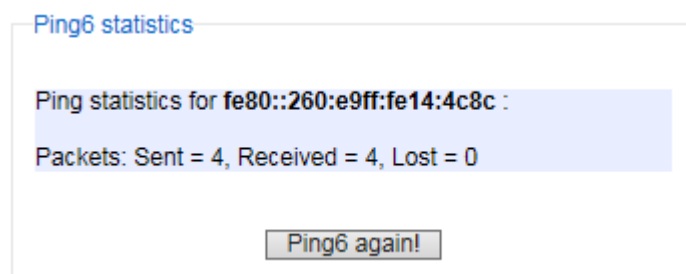 Ping6 statistics
Ping statistics for fe80::260:e9ff:fe14:4c8c :
Packets: Sent = 4, Received = 4, Lost = 0
Ping6 again!